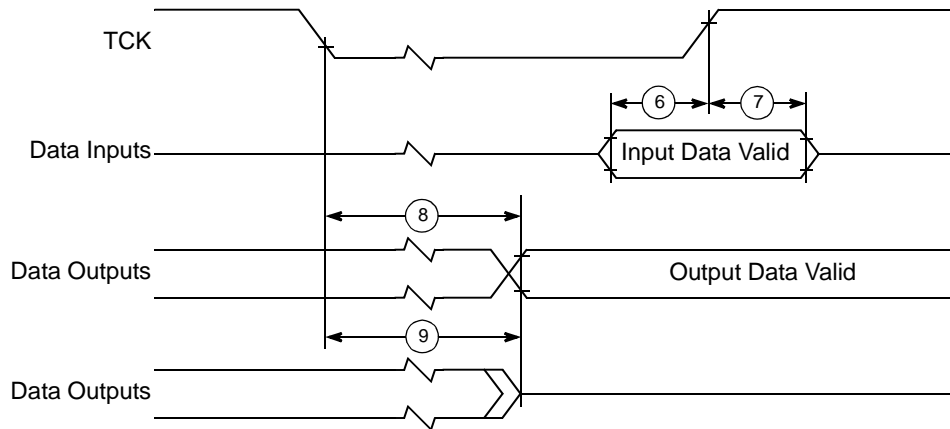 TCK
6
7
Data Inputs
Input Data Valid
8
Data Outputs
Output Data Valid
9
Data Outputs